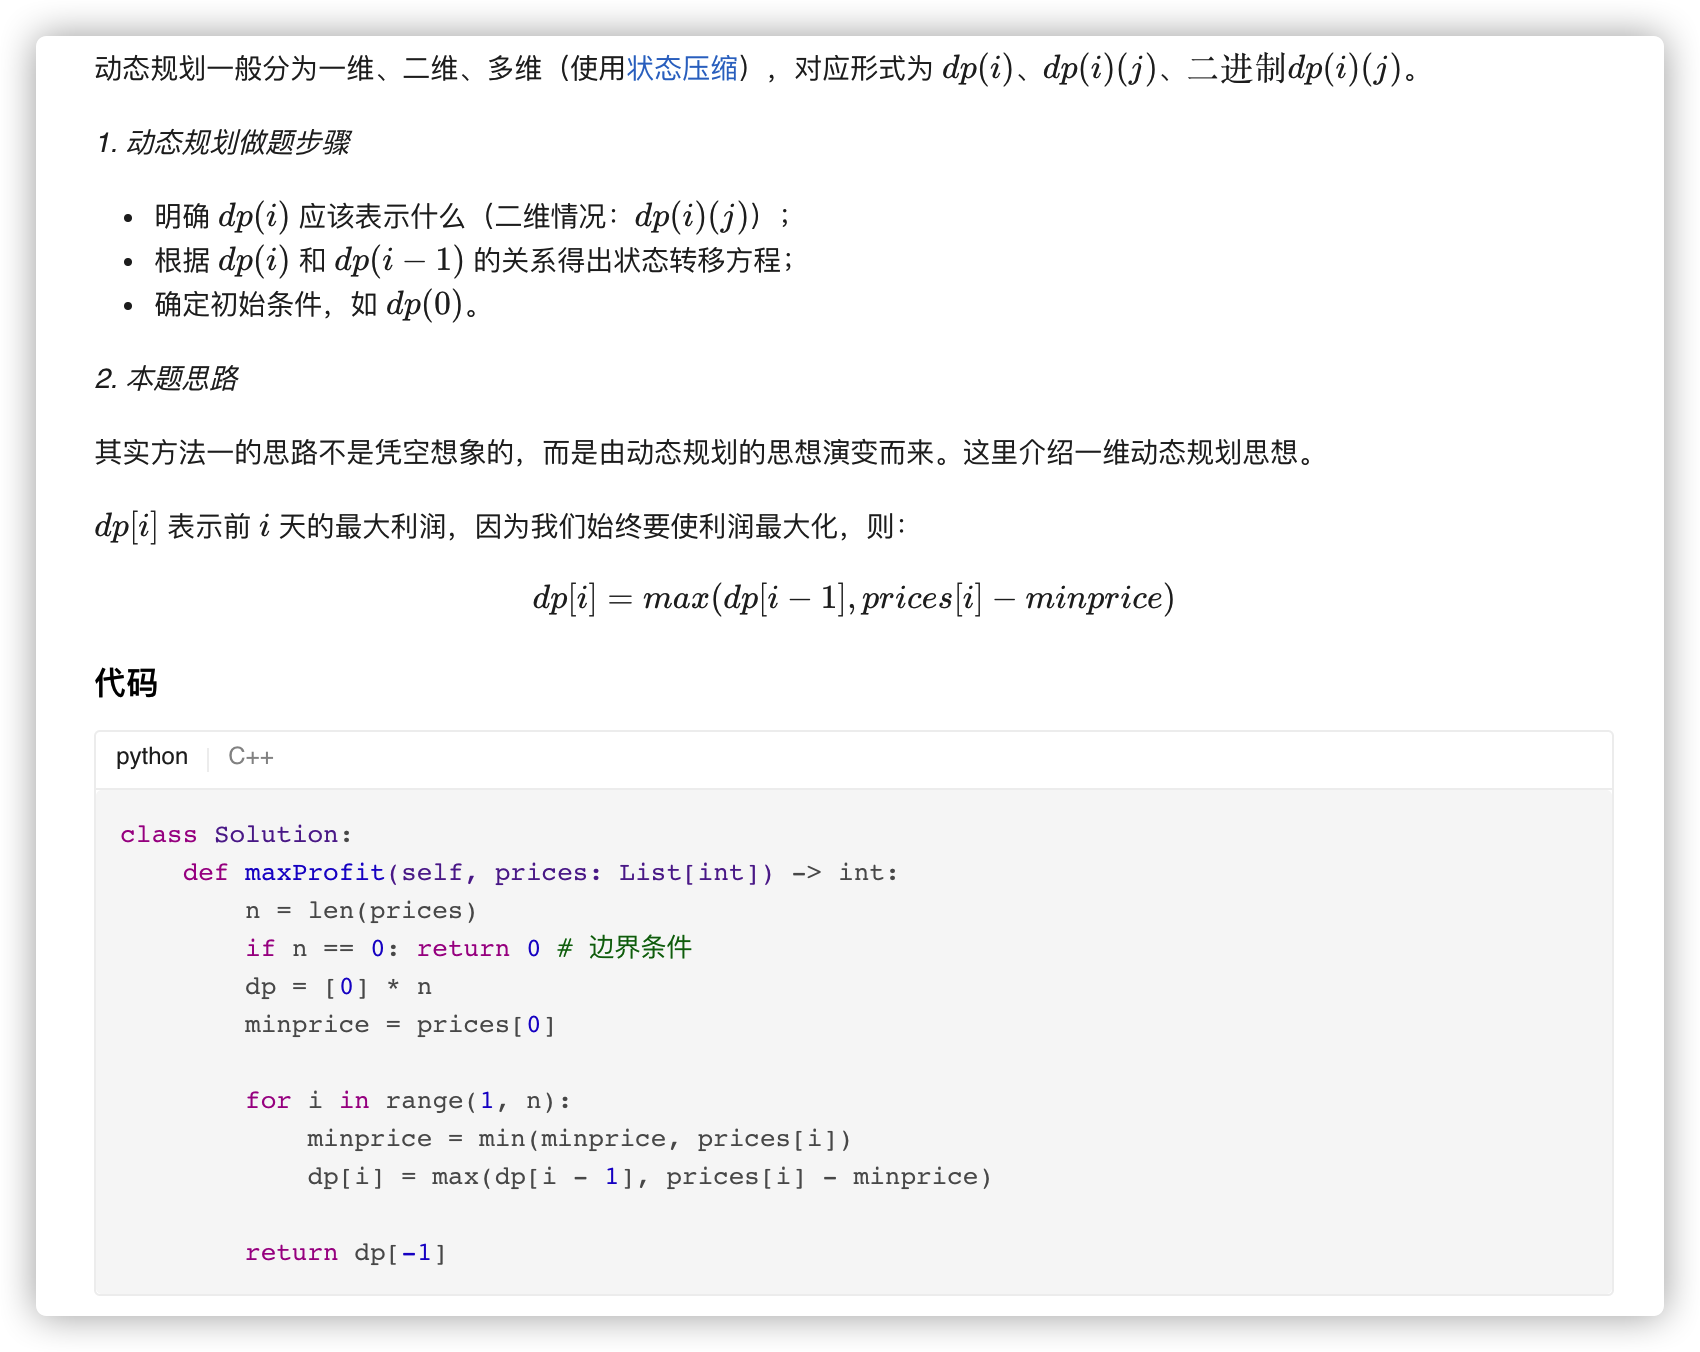 动态规划一般分为一维、二维、多维（使用状态压缩），对应形式为 dp(i)、dp(i)(j)、二进制dp(i)(j)。
1. 动态规划做题步骤
• 明确 dp(i) 应该表示什么（二维情况：dp(i)(j)）；
• 根据 dp(i) 和 dp(i − 1) 的关系得出状态转移方程；
• 确定初始条件，如 dp(0)。
2. 本题思路
其实方法一的思路不是凭空想象的，而是由动态规划的思想演变而来。这里介绍一维动态规划思想。
dp[i] 表示前 i 天的最大利润，因为我们始终要使利润最大化，则：
dp[i] = max(dp[i − 1], prices[i] − minprice)
代码
python | C++
class Solution:
    def maxProfit(self, prices: List[int]) -> int:
        n = len(prices)
        if n == 0: return 0 # 边界条件
        dp = [0] * n
        minprice = prices[0]
        for i in range(1, n):
            minprice = min(minprice, prices[i])
            dp[i] = max(dp[i - 1], prices[i] - minprice)
        return dp[-1]